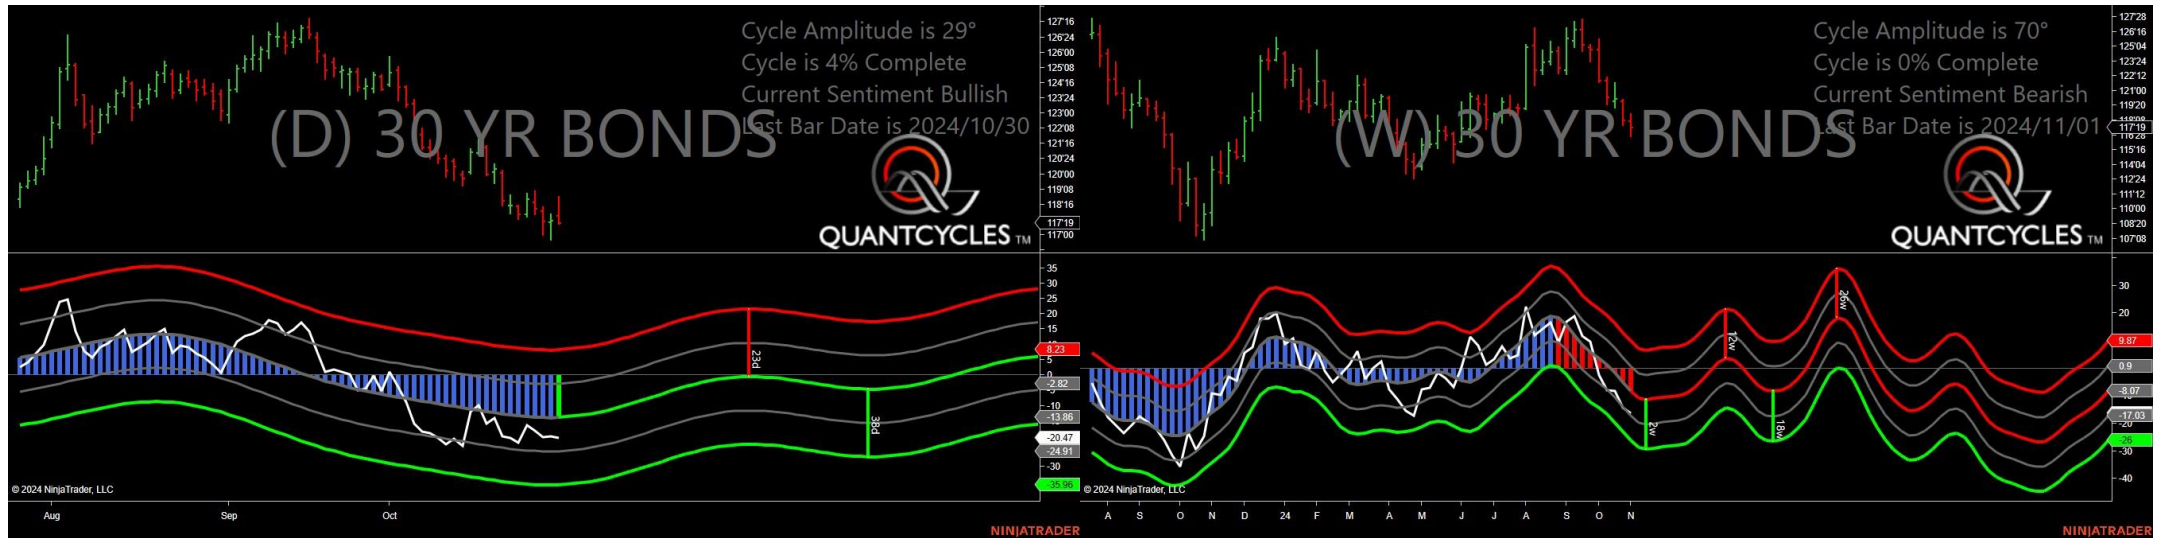 Cycle Amplitude is 29°
Cycle is 4% Complete
Current Sentiment Bullish
Last Bar Date is 2024/10/30
(D) 30 YR BONDS
QUANTCYCLES TM
127'16
126'24
126'00
125'08
124'16
123'24
123'00
122'08
121'16
120'24
120'00
119'08
118'16
117'19
117'00
35
30
25
20
15
8.23
5
0
-2.82
-10
-13.86
-20.47
-24.91
-30
-35.96
23d
38d
© 2024 NinjaTrader, LLC
Aug
Sep
Oct
NINJATRADER
Cycle Amplitude is 70°
Cycle is 0% Complete
Current Sentiment Bearish
Last Bar Date is 2024/11/01
(W) 30 YR BONDS
QUANTCYCLES TM
127'28
126'16
125'04
123'24
122'12
121'00
119'20
118'08
117'19
116'28
115'16
114'04
112'24
111'12
110'00
108'20
107'08
30
20
9.87
0.9
-8.07
-17.03
-20
-26
-30
-40
2w
12w
18w
26w
© 2024 NinjaTrader, LLC
A
S
O
N
D
24
F
M
A
M
J
J
A
S
O
N
NINJATRADER